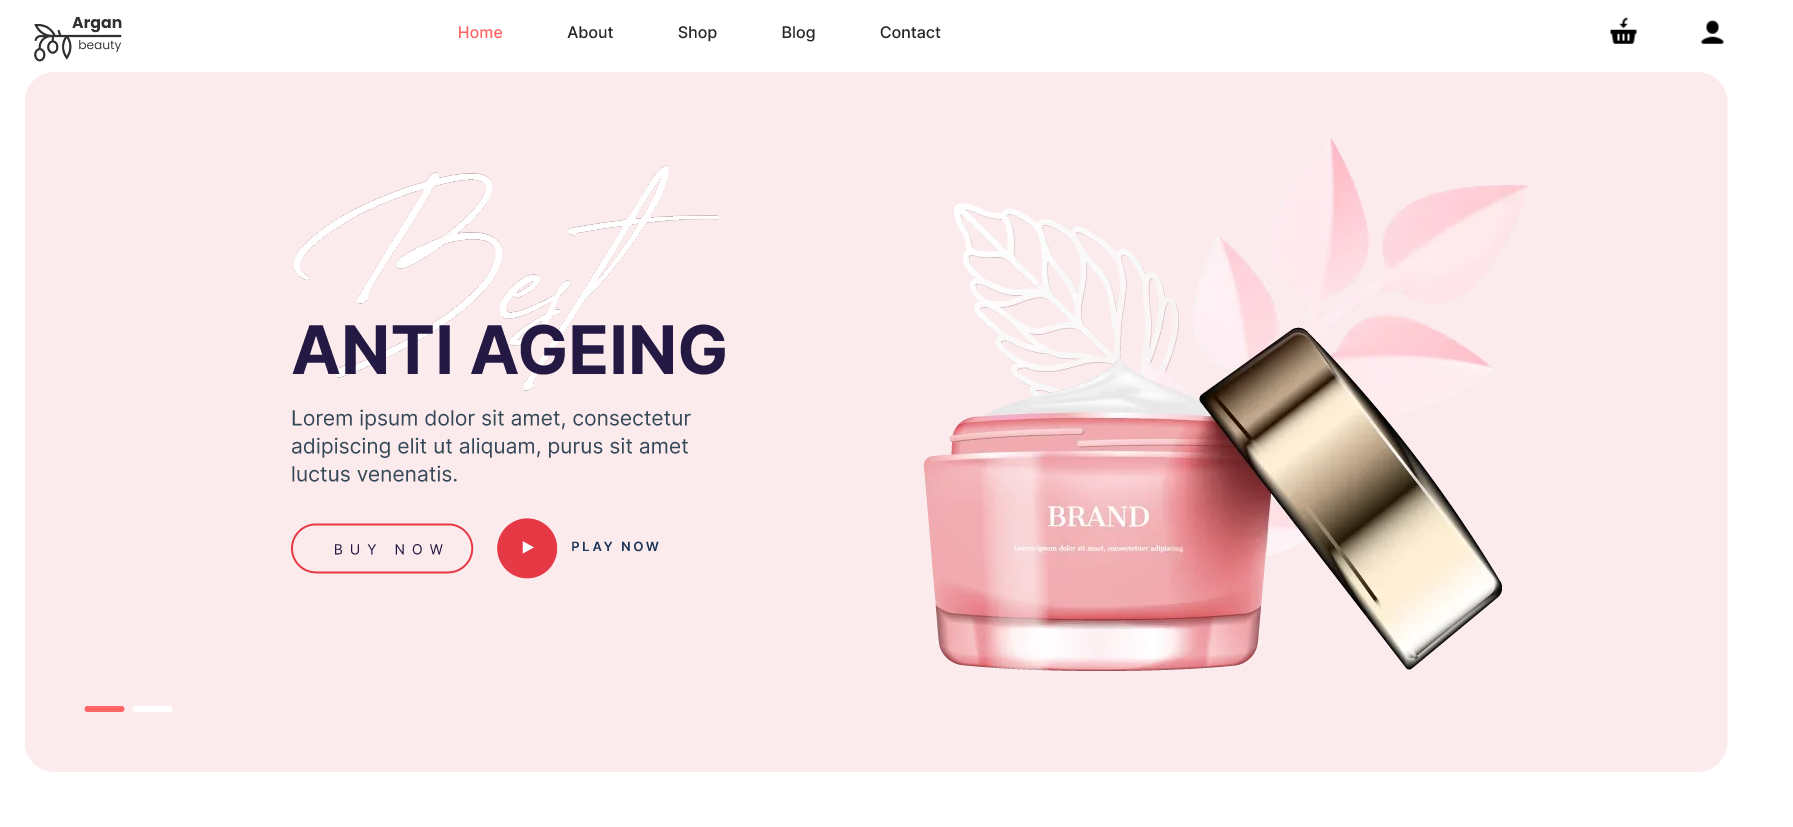 Argan
beauty
Home
About
Shop
Blog
Contact
Best
ANTI AGEING
Lorem ipsum dolor sit amet, consectetur
adipiscing elit ut aliquam, purus sit amet
luctus venenatis.
BUY NOW
PLAY NOW
BRAND
Lorem ipsum dolor sit amet, consectetuer adipiscing